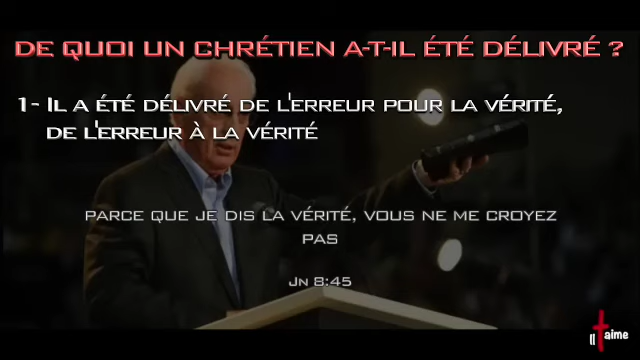 DE QUOI UN CHRÉTIEN A-T-IL ÉTÉ DÉLIVRÉ ?
1- IL A ÉTÉ DÉLIVRÉ DE L'ERREUR POUR LA VÉRITÉ,
DE L'ERREUR À LA VÉRITÉ
PARCE QUE JE DIS LA VÉRITÉ, VOUS NE ME CROYEZ
PAS
JN 8:45
Il t'aime